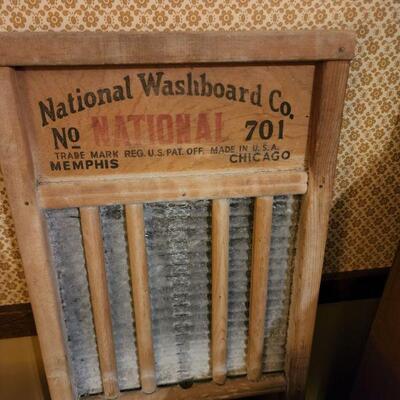 National Washboard Co.
No NATIONAL 701
TRADE MARK REG. U.S. PAT. OFF. MADE IN U.S.A.
MEMPHIS CHICAGO